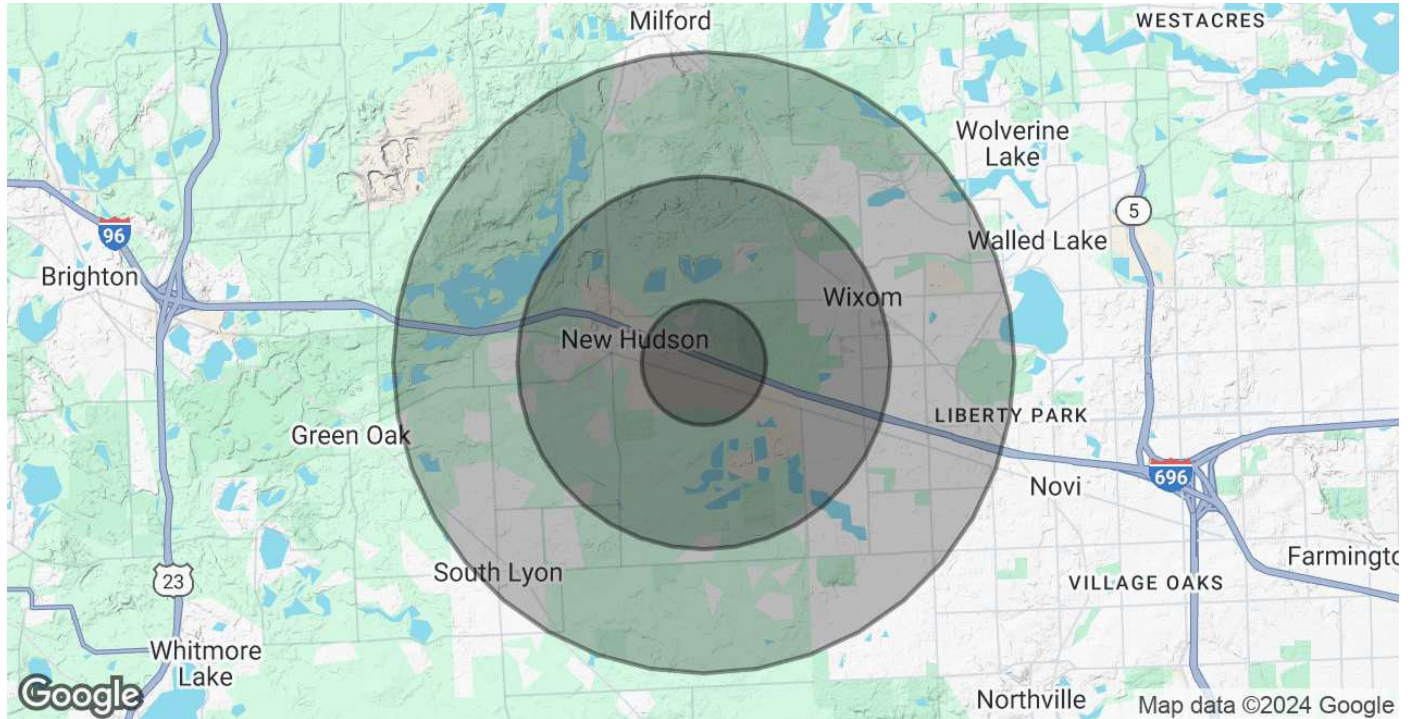 Milford
WESTACRES
Wolverine
Lake
5
96
Walled Lake
Brighton
Wixom
New Hudson
LIBERTY PARK
Green Oak
696
Novi
Farmingto
South Lyon
23
VILLAGE OAKS
Whitmore
Lake
Google
Northville
Map data ©2024 Google